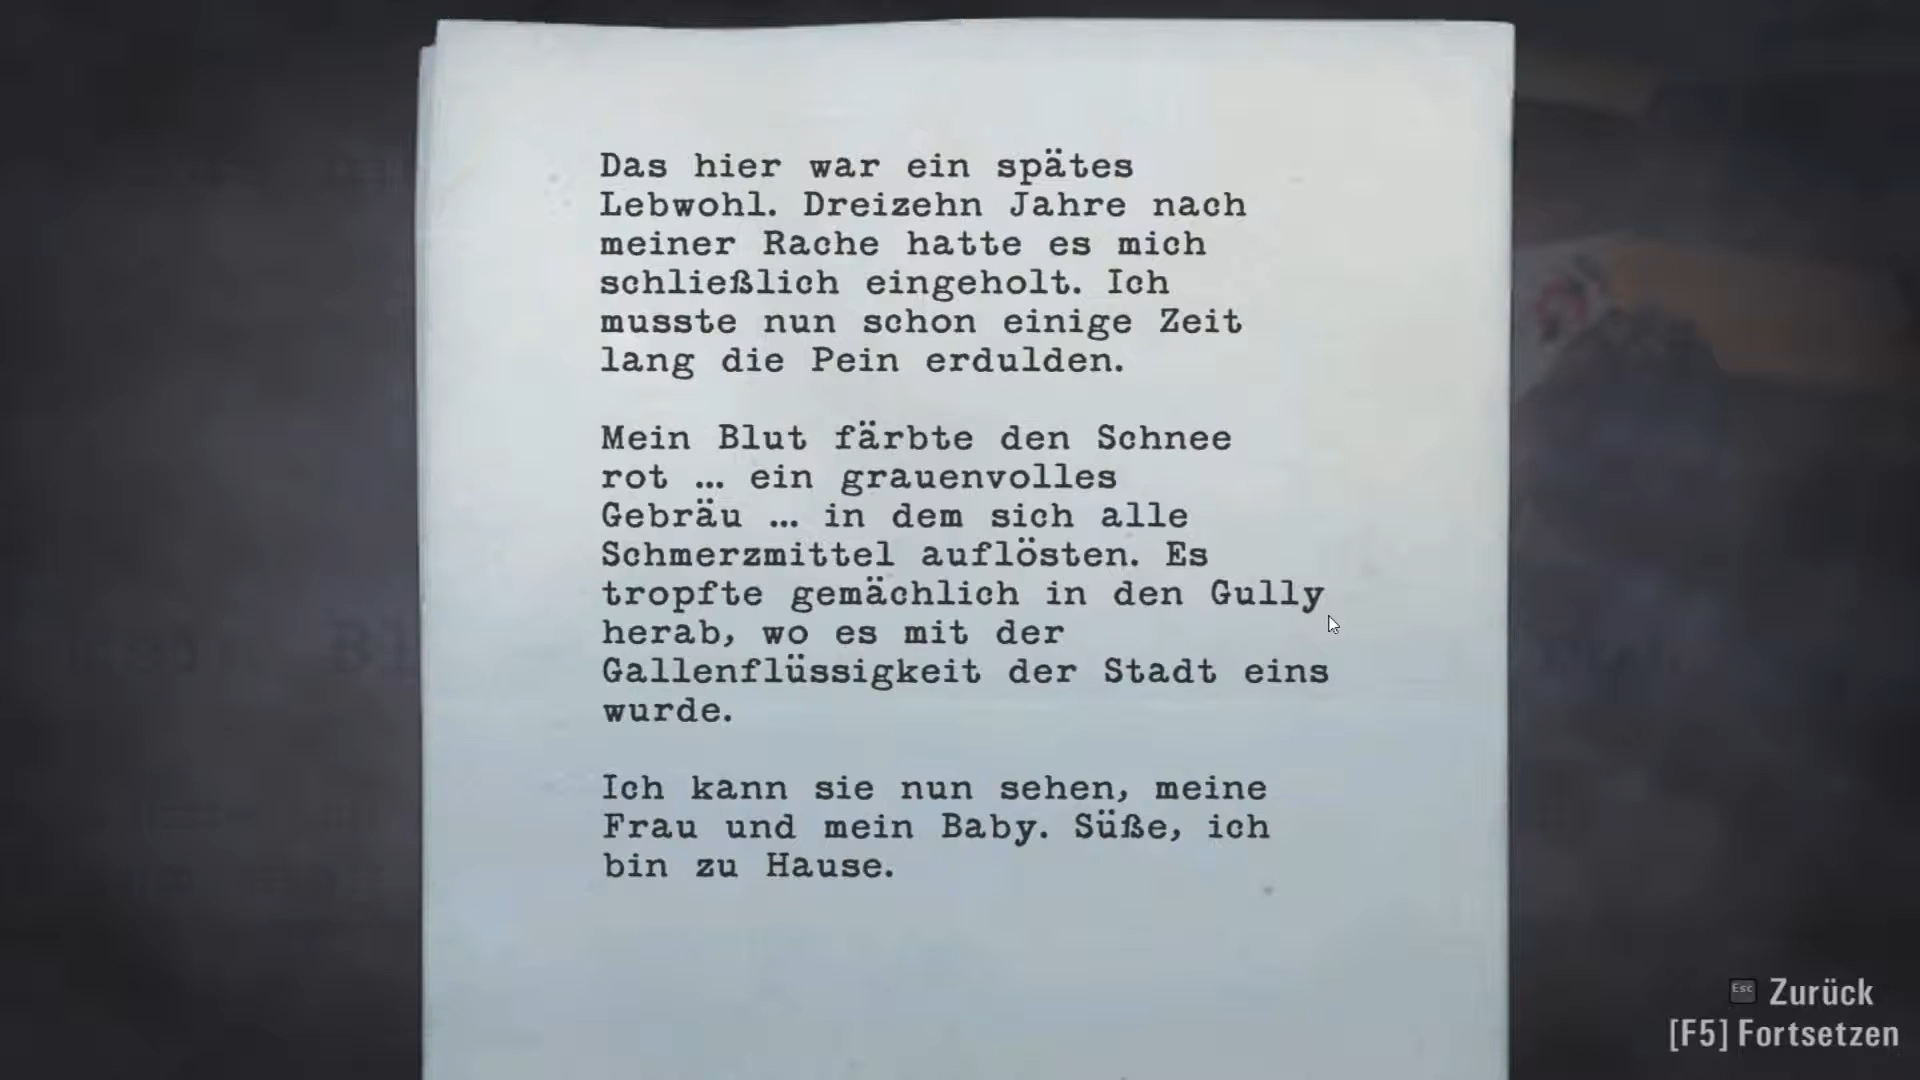 Das hier war ein spätes
Lebwohl. Dreizehn Jahre nach
meiner Rache hatte es mich
schließlich eingeholt. Ich
musste nun schon einige Zeit
lang die Pein erdulden.
Mein Blut färbte den Schnee
rot … ein grauenvolles
Gebräu … in dem sich alle
Schmerzmittel auflösten. Es
tropfte gemächlich in den Gully
herab, wo es mit der
Gallenflüssigkeit der Stadt eins
wurde.
Ich kann sie nun sehen, meine
Frau und mein Baby. Süße, ich
bin zu Hause.
Esc Zurück
[F5] Fortsetzen